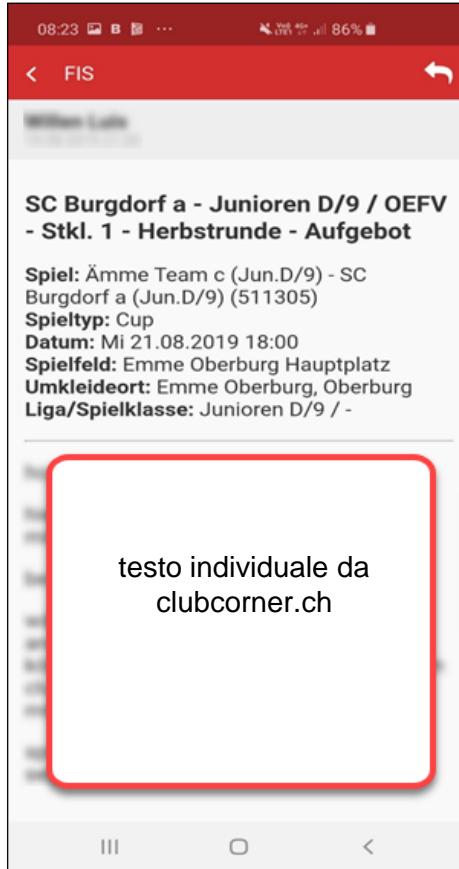 08:23 B ... 86%
FIS
SC Burgdorf a - Junioren D/9 / OEFV
- Stkl. 1 - Herbstrunde - Aufgebot
Spiel: Ämme Team c (Jun.D/9) - SC
Burgdorf a (Jun.D/9) (511305)
Spieltyp: Cup
Datum: Mi 21.08.2019 18:00
Spielfeld: Emme Oberburg Hauptplatz
Umkleideort: Emme Oberburg, Oberburg
Liga/Spielklasse: Junioren D/9 / -
testo individuale da
clubcorner.ch